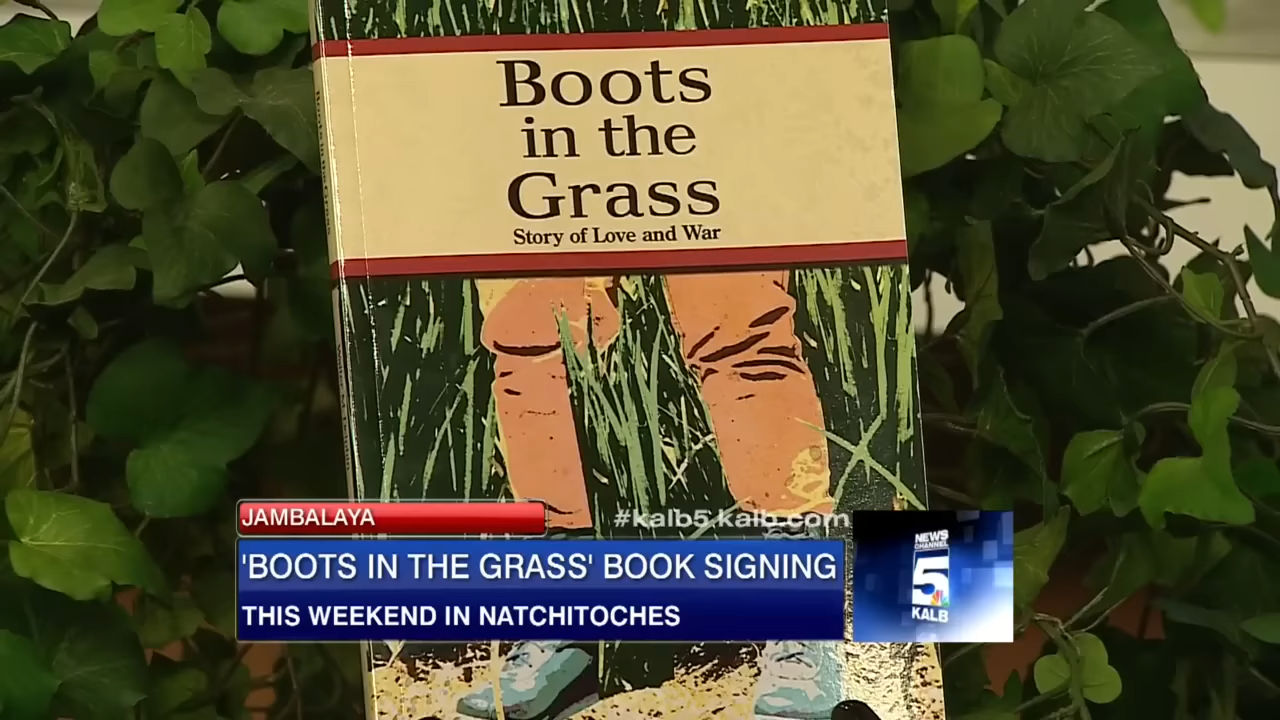 Boots
in the
Grass
Story of Love and War
JAMBALAYA
#kalb5.kalb.com
'BOOTS IN THE GRASS' BOOK SIGNING
THIS WEEKEND IN NATCHITOCHES
NEWS
CHANNEL
5
KALB